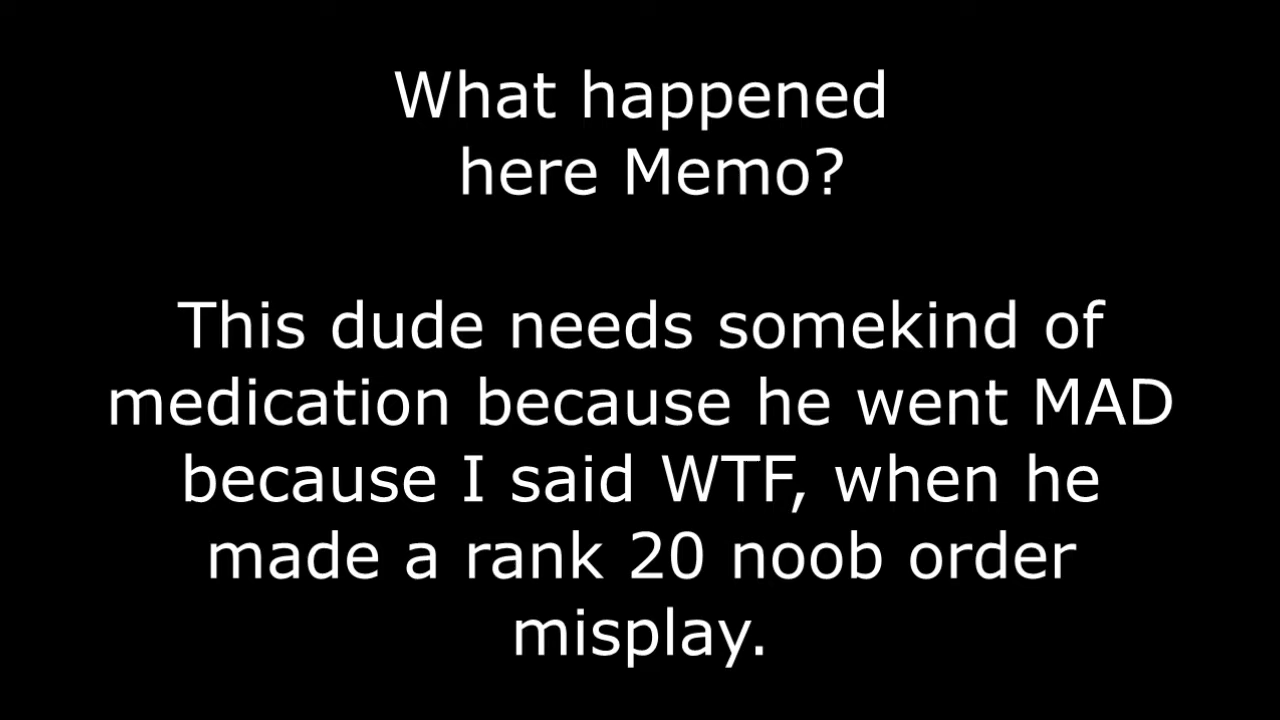 What happened
here Memo?
This dude needs somekind of
medication because he went MAD
because I said WTF, when he
made a rank 20 noob order
misplay.